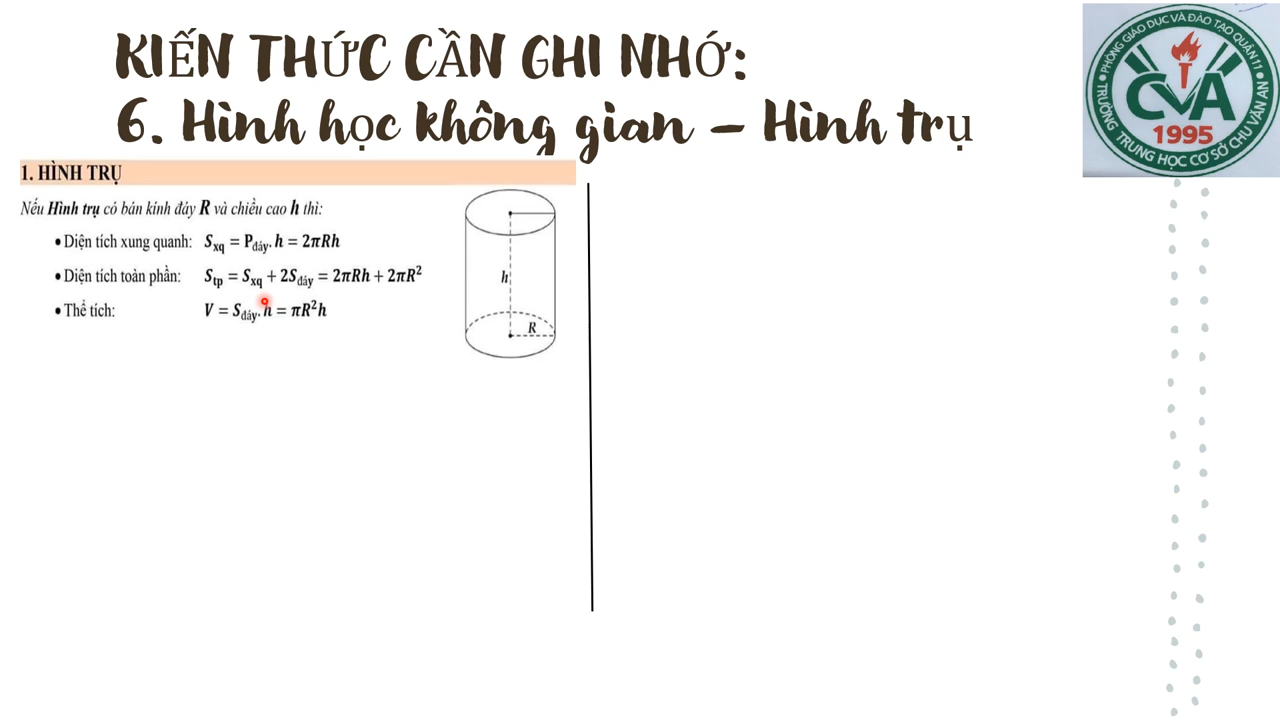 KIẾN THỨC CẦN GHI NHỚ:
6. Hình học không gian – Hình trụ
PHÒNG GIÁO DỤC VÀ ĐÀO TẠO QUẬN 11
CVA
1995
TRƯỜNG TRUNG HỌC CƠ SỞ CHU VĂN AN
1. HÌNH TRỤ
Nếu Hình trụ có bán kính đáy R và chiều cao h thì:
• Diện tích xung quanh: Sxq = Pđáy. h = 2πRh
• Diện tích toàn phần: Stp = Sxq + 2Sđáy = 2πRh + 2πR²
• Thể tích: V = Sđáy. h = πR²h
h
R